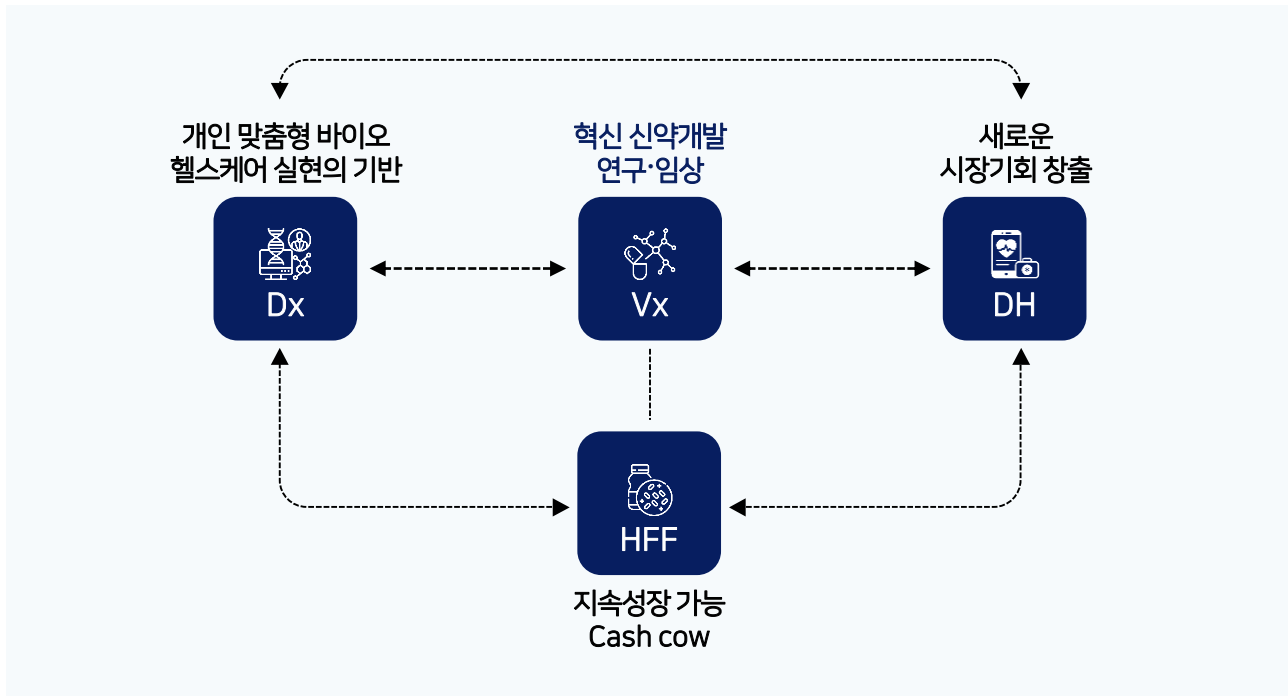 개인 맞춤형 바이오
헬스케어 실현의 기반
혁신 신약개발
연구·임상
새로운
시장기회 창출
Dx
Vx
DH
HFF
지속성장 가능
Cash cow